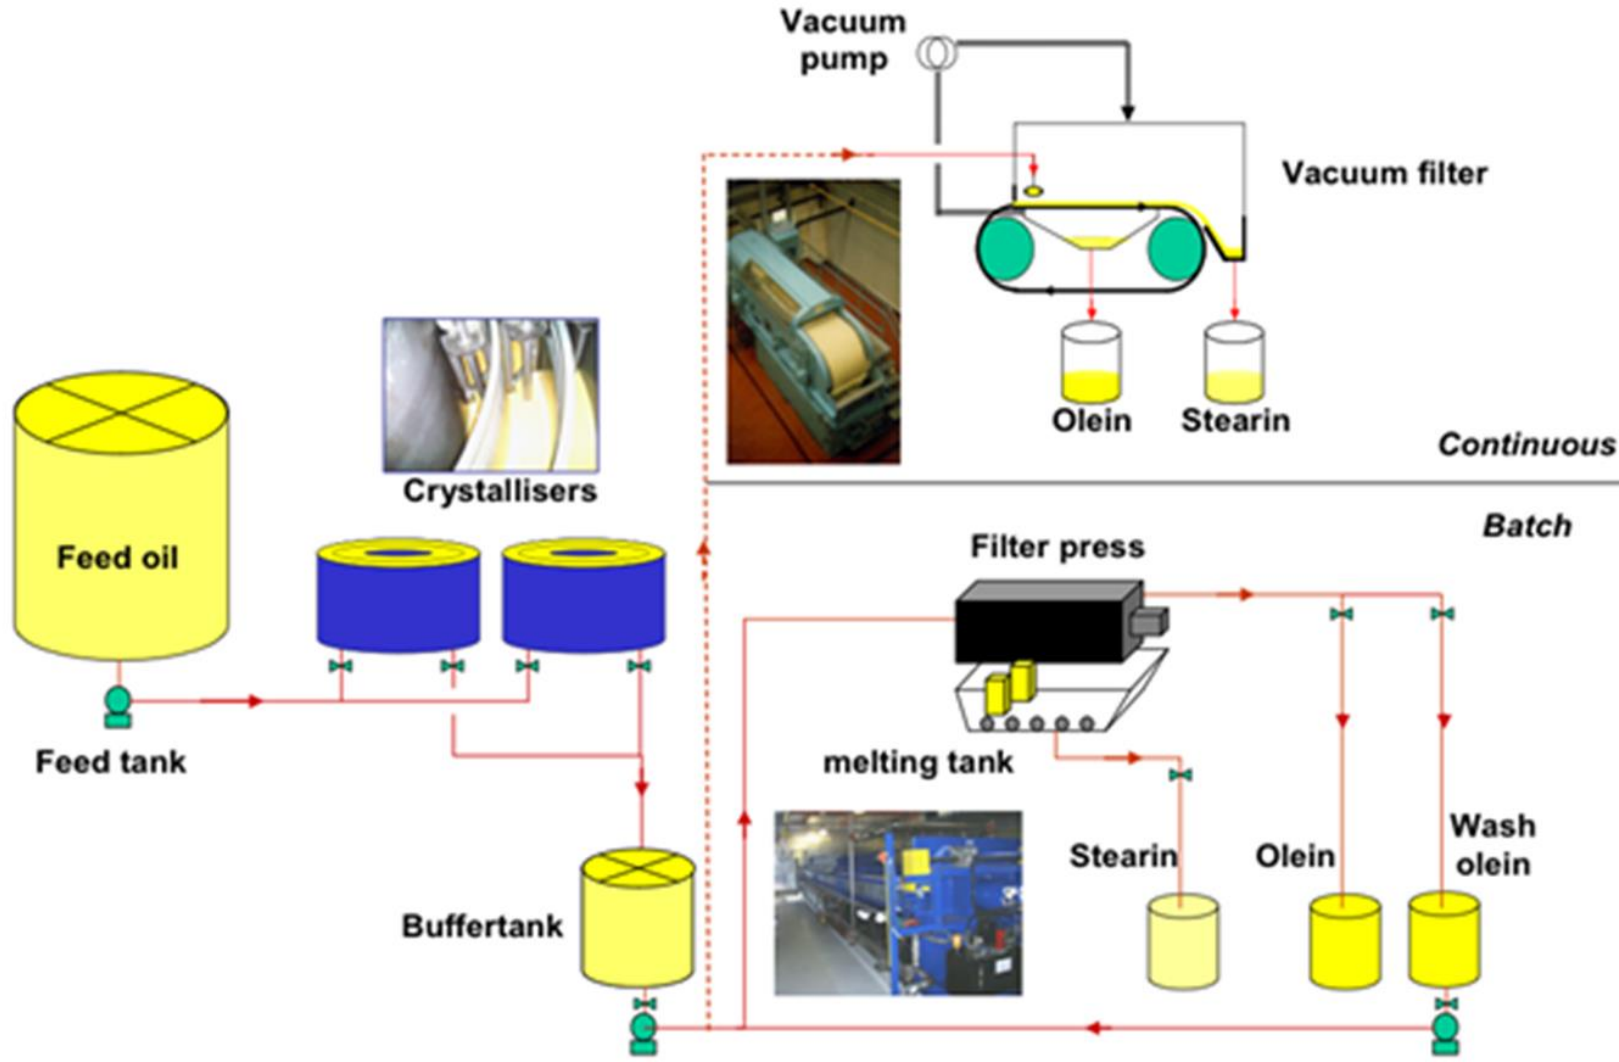 Vacuum
pump
Vacuum filter
Olein
Stearin
Continuous
Crystallisers
Feed oil
Feed tank
Buffertank
Batch
Filter press
melting tank
Stearin
Olein
Wash
olein